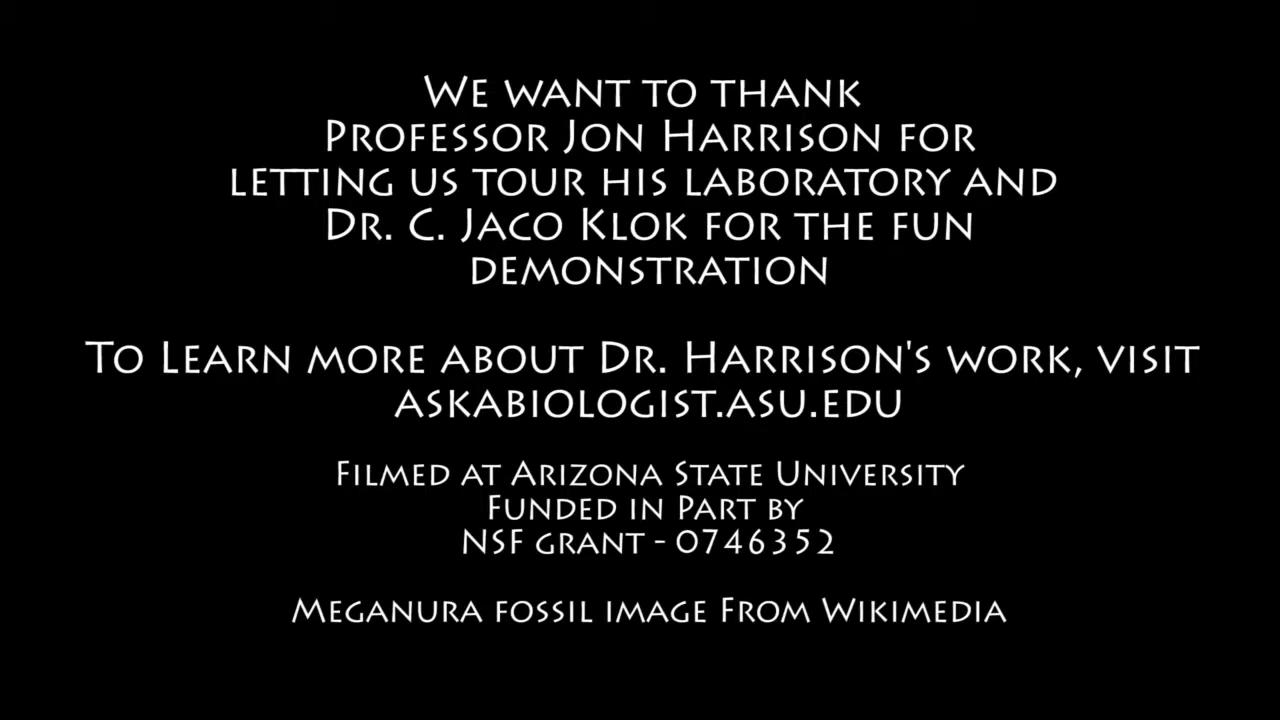 We want to thank
Professor Jon Harrison for
letting us tour his laboratory and
Dr. C. Jaco Klok for the fun
demonstration
To Learn more about Dr. Harrison's work, visit
askabiologist.asu.edu
Filmed at Arizona State University
Funded in Part by
NSF grant - 0746352
Meganura fossil image From Wikimedia